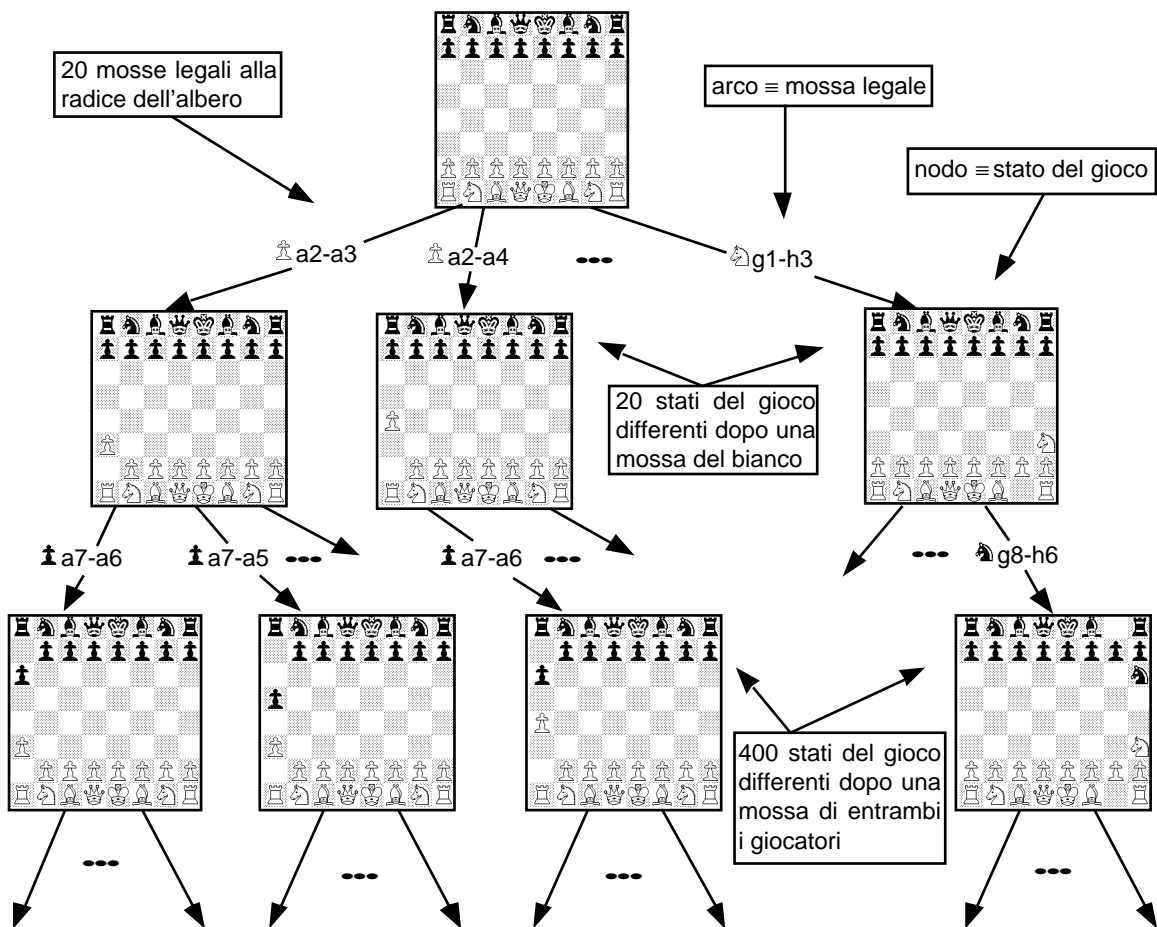 20 mosse legali alla
radice dell'albero
arco ≡ mossa legale
nodo ≡ stato del gioco
a2-a3
a2-a4
g1-h3
20 stati del gioco
differenti dopo una
mossa del bianco
a7-a6
a7-a5
a7-a6
g8-h6
400 stati del gioco
differenti dopo una
mossa di entrambi
i giocatori